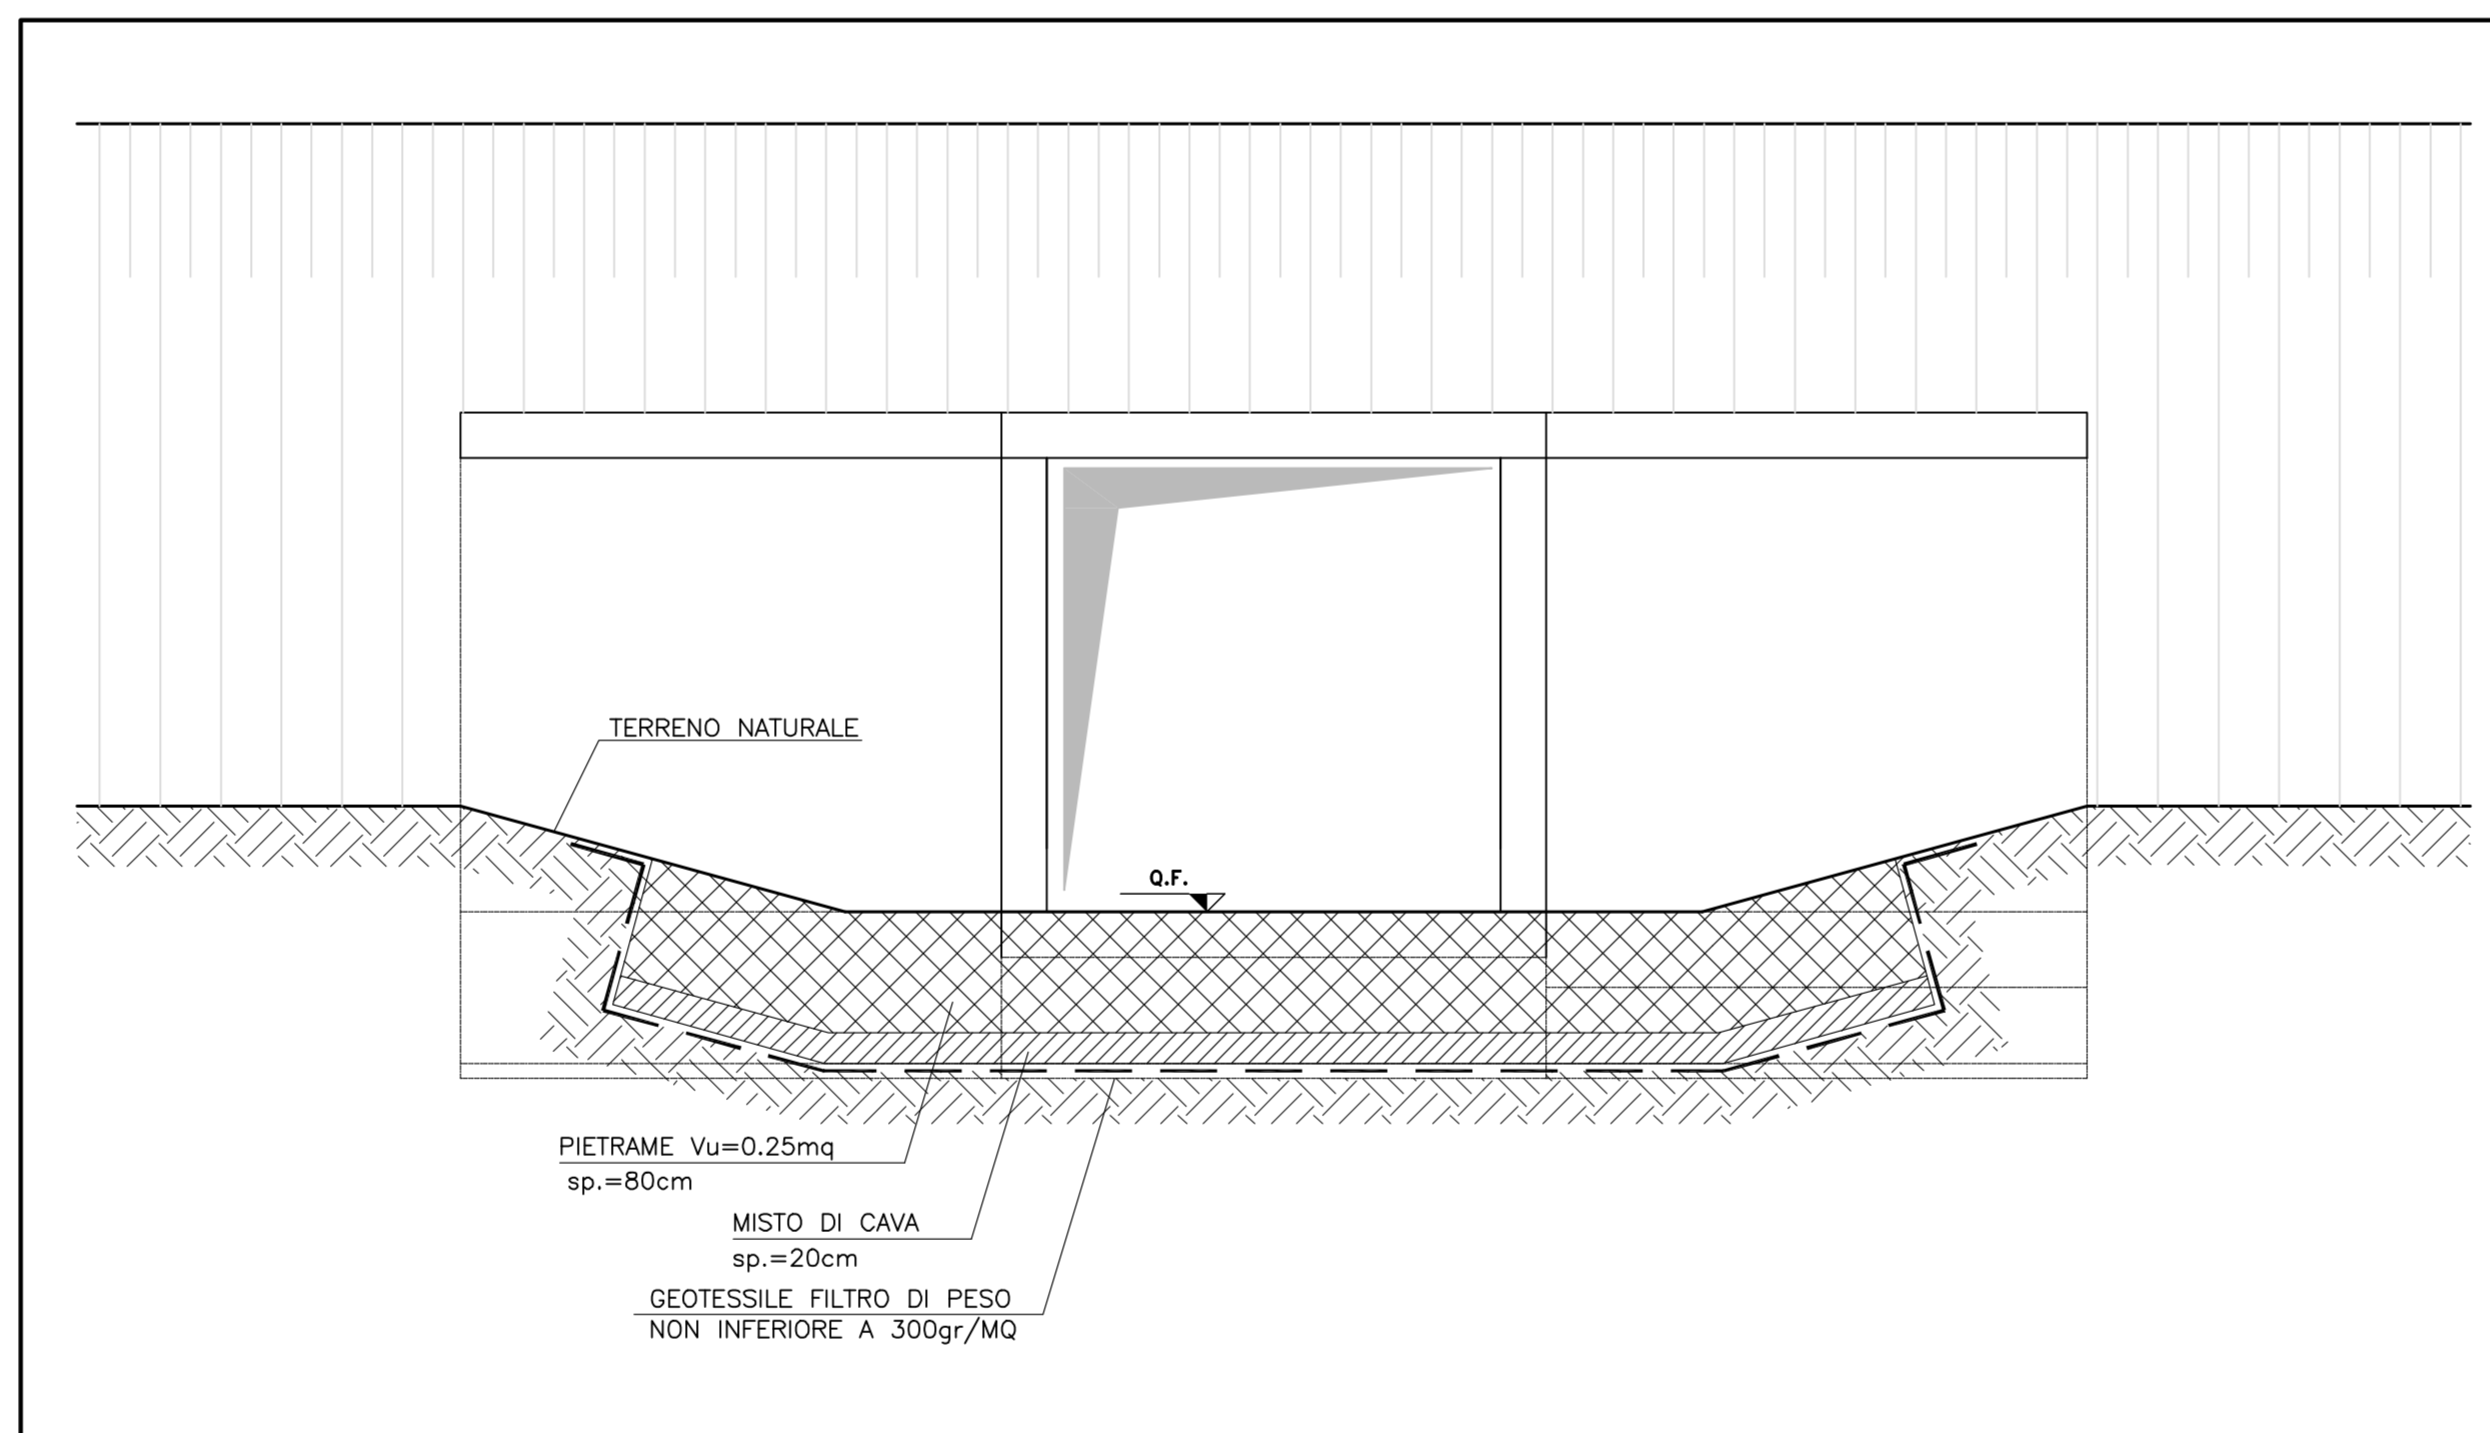 TERRENO NATURALE
Q.F.
PIETRAME Vu=0.25mq
sp.=80cm
MISTO DI CAVA
sp.=20cm
GEOTESSILE FILTRO DI PESO
NON INFERIORE A 300gr/MQ